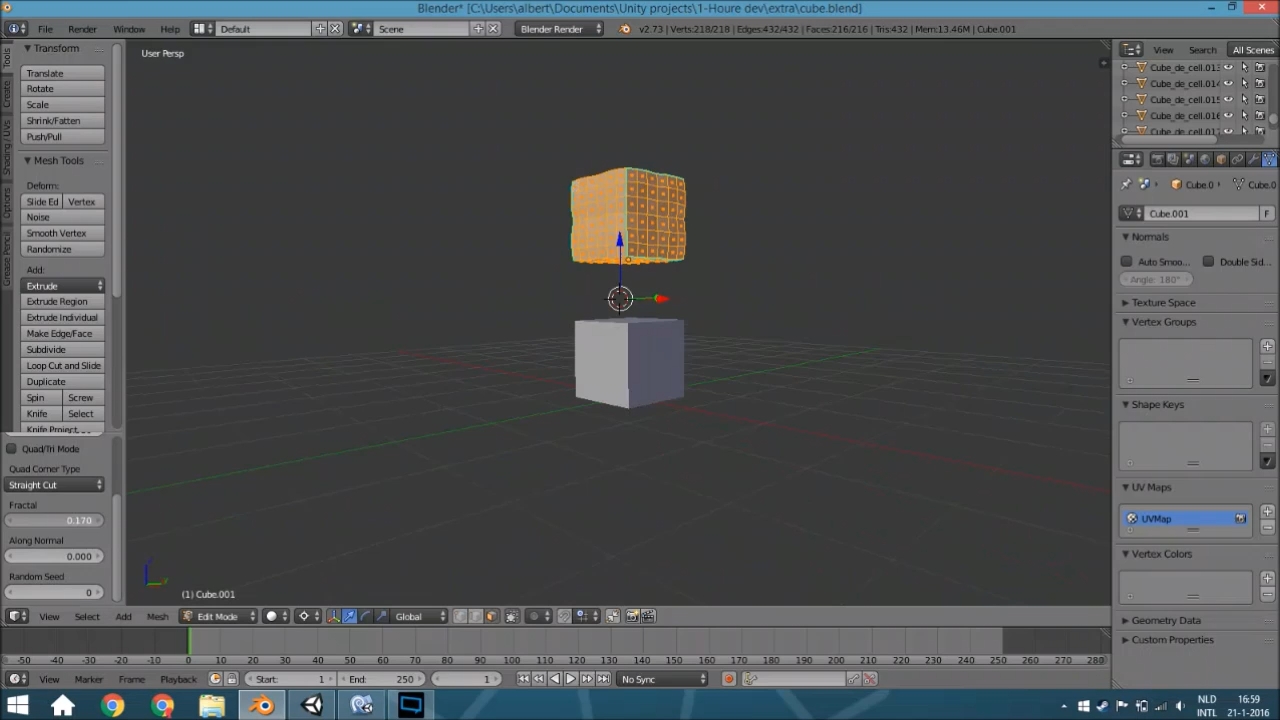 Blender* [C:\Users\albert\Documents\Unity projects\1-Houre dev\extra\cube.blend]
File Render Window Help Default Scene Blender Render v2.73 | Verts:218/218 | Edges:432/432 | Faces:216/216 | Tris:432 | Mem:13.46M | Cube.001
Transform
Translate
Rotate
Scale
Shrink/Fatten
Push/Pull
Mesh Tools
Deform:
Slide Ed Vertex
Noise
Smooth Vertex
Randomize
Add:
Extrude
Extrude Region
Extrude Individual
Make Edge/Face
Subdivide
Loop Cut and Slide
Duplicate
Spin Screw
Knife Select
Knife Project
Quad/Tri Mode
Quad Corner Type
Straight Cut
Fractal
0.170
Along Normal
0.000
Random Seed
0
Tools
Create
Shading / UVs
Options
Grease Pencil
User Persp
(1) Cube.001
View Search All Scenes
Cube_de_cell.013
Cube_de_cell.014
Cube_de_cell.015
Cube_de_cell.016
Cube.0 Cube.0
Cube.001 F
Normals
Auto Smoo... Double Sid...
Angle: 180°
Texture Space
Vertex Groups
Shape Keys
UV Maps
UVMap
Vertex Colors
Geometry Data
Custom Properties
View Select Add Mesh Edit Mode Global
-50 -40 -30 -20 -10 0 10 20 30 40 50 60 70 80 90 100 110 120 130 140 150 160 170 180 190 200 210 220 230 240 250 260 270 280
View Marker Frame Playback Start: 1 End: 250 1 No Sync
NLD 16:59
INTL 21-1-2016